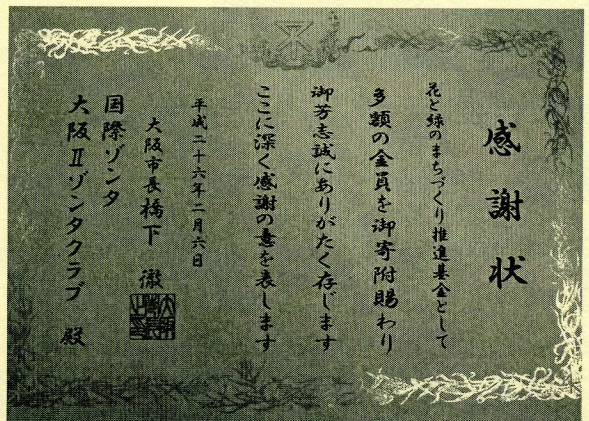 感謝状
花と緑のまちづくり推進基金として
多額の金員を御寄附賜わり
御芳志誠にありがたく存じます
ここに深く感謝の意を表します
平成二十六年二月六日
大阪市長 橋下 徹
国際ゾンタ
大阪Ⅱゾンタクラブ 殿